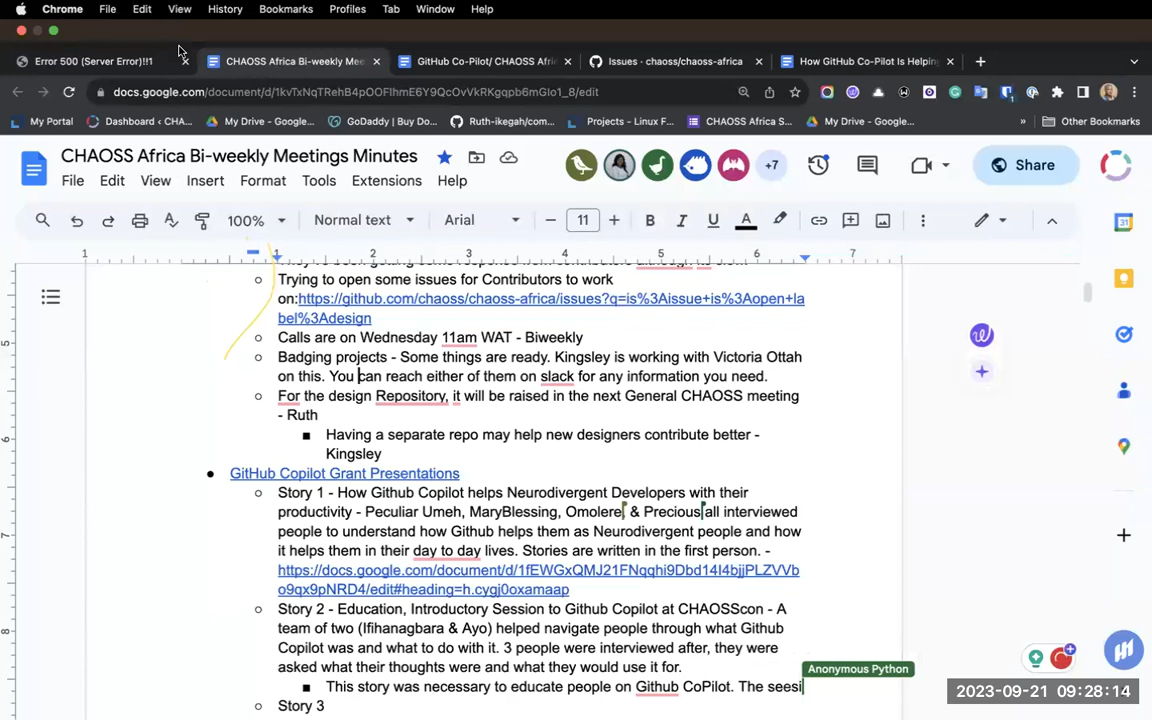 Chrome File Edit View History Bookmarks Profiles Tab Window Help
Error 500 (Server Error)!!1 CHAOSS Africa Bi-weekly Mee GitHub Co-Pilot/ CHAOSS Afri Issues · chaoss/chaoss-africa How GitHub Co-Pilot Is Helping
docs.google.com/document/d/1kvTxNqTRehB4pOOFlhmE6Y9QcOvVkRKgqpb6mGIo1_8/edit
My Portal Dashboard ‹ CHA... My Drive - Google... GoDaddy | Buy Do... Ruth-ikegah/com... Projects - Linux F... CHAOSS Africa S... My Drive - Google... » Other Bookmarks
CHAOSS Africa Bi-weekly Meetings Minutes
+7 Share
File Edit View Insert Format Tools Extensions Help
100% Normal text Arial 11 B I U A
1 1 2 3 4 5 6 7
Trying to open some issues for Contributors to work
on:https://github.com/chaoss/chaoss-africa/issues?q=is%3Aissue+is%3Aopen+la
bel%3Adesign
Calls are on Wednesday 11am WAT - Biweekly
Badging projects - Some things are ready. Kingsley is working with Victoria Ottah
on this. You can reach either of them on slack for any information you need.
For the design Repository, it will be raised in the next General CHAOSS meeting
- Ruth
Having a separate repo may help new designers contribute better -
Kingsley
GitHub Copilot Grant Presentations
Story 1 - How Github Copilot helps Neurodivergent Developers with their
productivity - Peculiar Umeh, MaryBlessing, Omolere & Precious all interviewed
people to understand how Github helps them as Neurodivergent people and how
it helps them in their day to day lives. Stories are written in the first person. -
https://docs.google.com/document/d/1fEWGxQMJ21FNqqhi9Dbd14I4bjjPLZVVb
o9qx9pNRD4/edit#heading=h.cygj0oxamaap
Story 2 - Education, Introductory Session to Github Copilot at CHAOSScon - A
team of two (Ifihanagbara & Ayo) helped navigate people through what Github
Copilot was and what to do with it. 3 people were interviewed after, they were
asked what their thoughts were and what they would use it for.
Anonymous Python
This story was necessary to educate people on Github CoPilot. The seesi
Story 3
5
6
7
8
2023-09-21 09:28:14